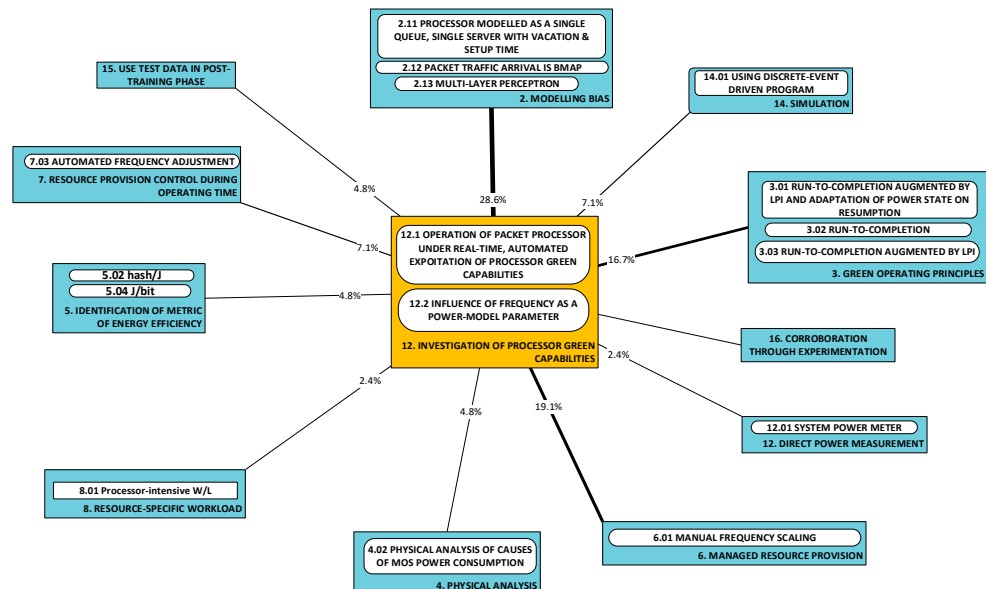 2.11 PROCESSOR MODELLED AS A SINGLE
QUEUE, SINGLE SERVER WITH VACATION &
SETUP TIME
2.12 PACKET TRAFFIC ARRIVAL IS BMAP
2.13 MULTI-LAYER PERCEPTRON
2. MODELLING BIAS
15. USE TEST DATA IN POST-
TRAINING PHASE
14.01 USING DISCRETE-EVENT
DRIVEN PROGRAM
14. SIMULATION
7.03 AUTOMATED FREQUENCY ADJUSTMENT
7. RESOURCE PROVISION CONTROL DURING
OPERATING TIME
4.8%
28.6%
7.1%
3.01 RUN-TO-COMPLETION AUGMENTED BY
LPI AND ADAPTATION OF POWER STATE ON
RESUMPTION
3.02 RUN-TO-COMPLETION
3.03 RUN-TO-COMPLETION AUGMENTED BY LPI
3. GREEN OPERATING PRINCIPLES
7.1%
16.7%
12.1 OPERATION OF PACKET PROCESSOR
UNDER REAL-TIME, AUTOMATED
EXPOITATION OF PROCESSOR GREEN
CAPABILITIES
12.2 INFLUENCE OF FREQUENCY AS A
POWER-MODEL PARAMETER
12. INVESTIGATION OF PROCESSOR GREEN
CAPABILITIES
5.02 hash/J
5.04 J/bit
5. IDENTIFICATION OF METRIC
OF ENERGY EFFICIENCY
4.8%
16. CORROBORATION
THROUGH EXPERIMENTATION
2.4%
2.4%
4.8%
19.1%
12.01 SYSTEM POWER METER
12. DIRECT POWER MEASUREMENT
8.01 Processor-intensive W/L
8. RESOURCE-SPECIFIC WORKLOAD
4.02 PHYSICAL ANALYSIS OF CAUSES
OF MOS POWER CONSUMPTION
4. PHYSICAL ANALYSIS
6.01 MANUAL FREQUENCY SCALING
6. MANAGED RESOURCE PROVISION